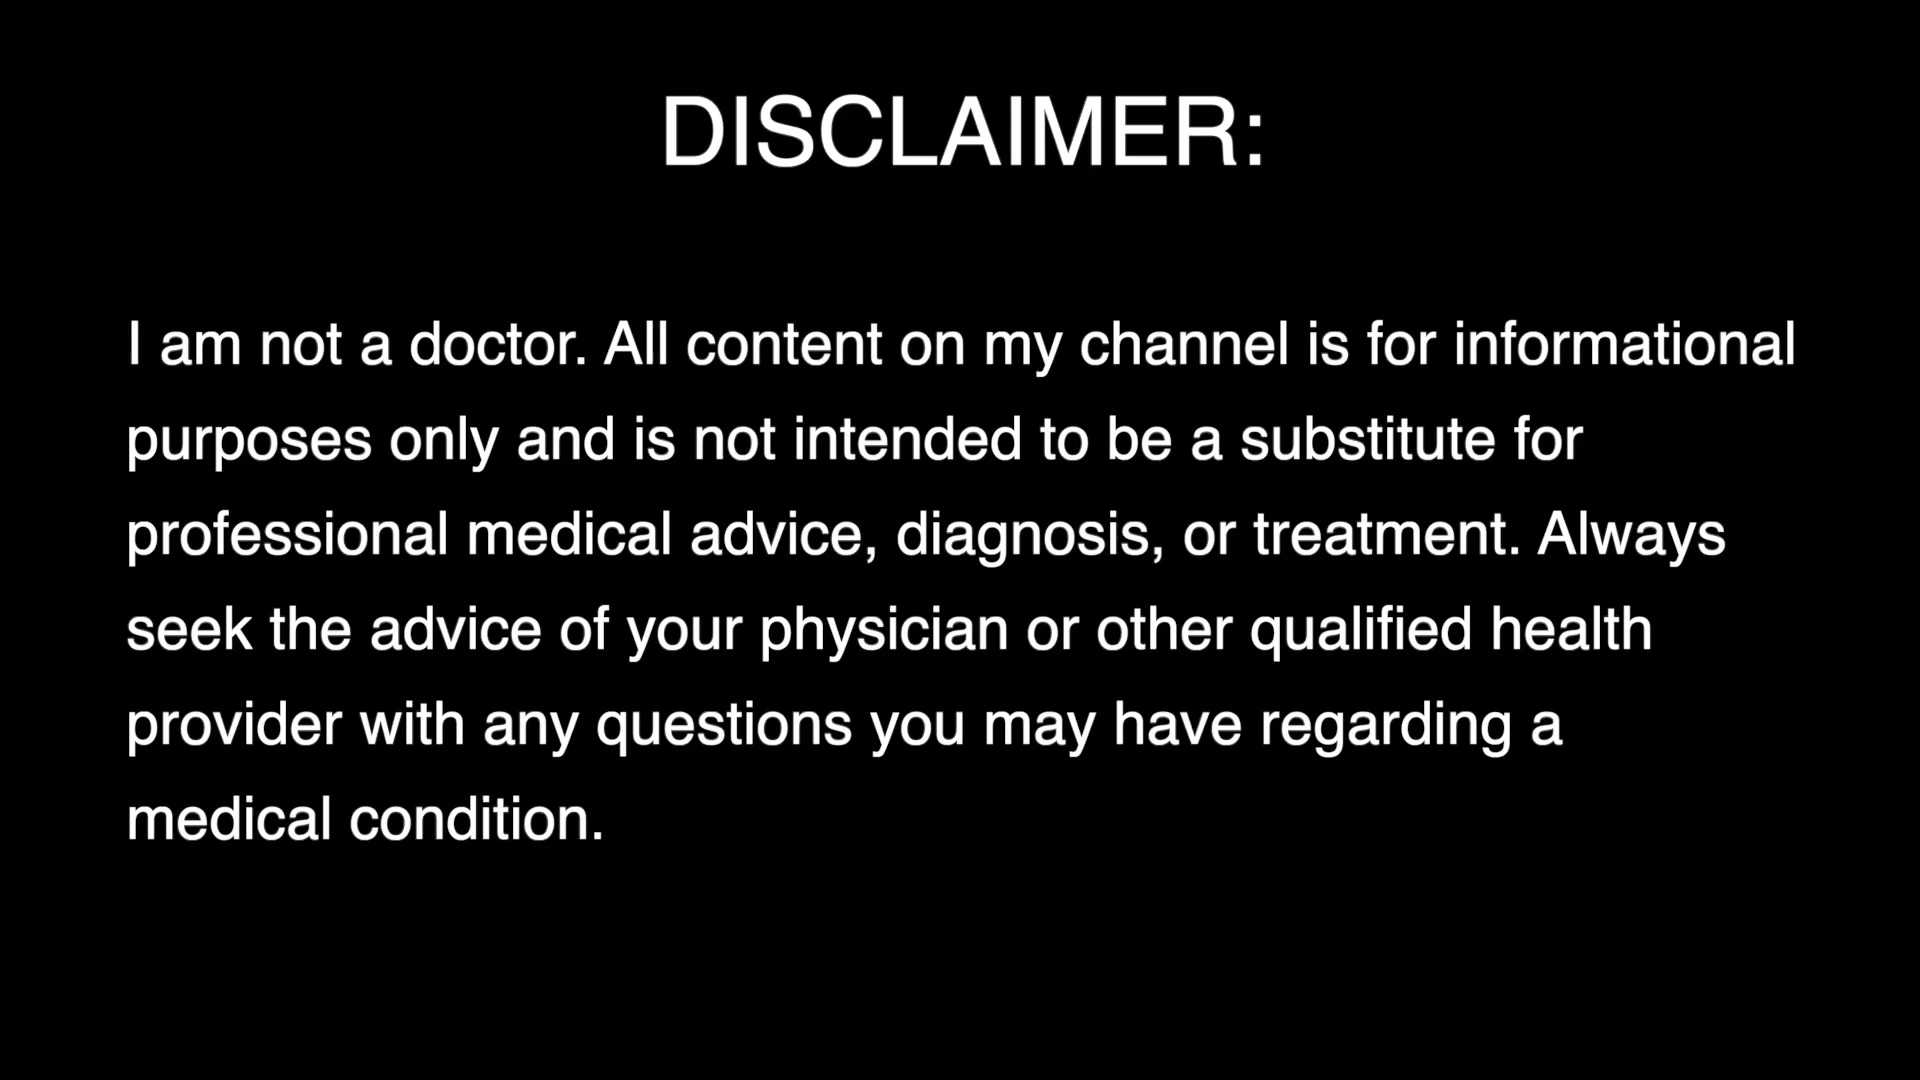 DISCLAIMER:
I am not a doctor. All content on my channel is for informational
purposes only and is not intended to be a substitute for
professional medical advice, diagnosis, or treatment. Always
seek the advice of your physician or other qualified health
provider with any questions you may have regarding a
medical condition.